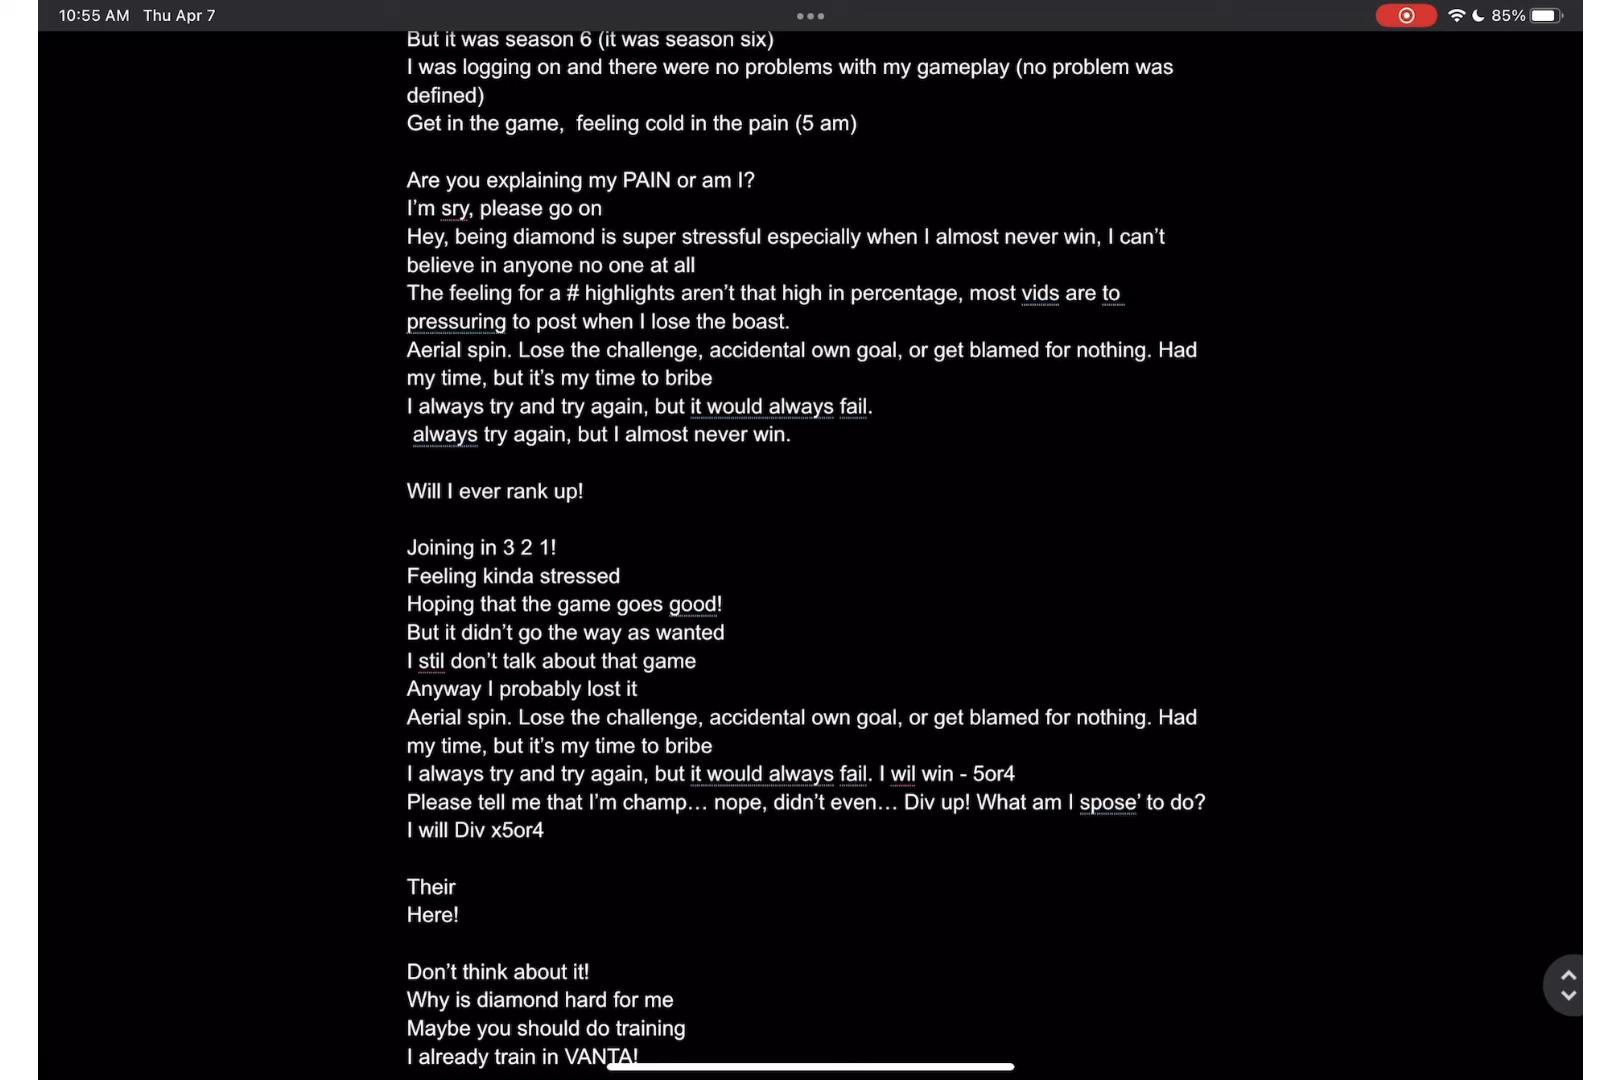 10:55 AM Thu Apr 7
85%
But it was season 6 (it was season six)
I was logging on and there were no problems with my gameplay (no problem was
defined)
Get in the game,  feeling cold in the pain (5 am)
Are you explaining my PAIN or am I?
I’m sry, please go on
Hey, being diamond is super stressful especially when I almost never win, I can’t
believe in anyone no one at all
The feeling for a # highlights aren’t that high in percentage, most vids are to
pressuring to post when I lose the boast.
Aerial spin. Lose the challenge, accidental own goal, or get blamed for nothing. Had
my time, but it’s my time to bribe
I always try and try again, but it would always fail.
always try again, but I almost never win.
Will I ever rank up!
Joining in 3 2 1!
Feeling kinda stressed
Hoping that the game goes good!
But it didn’t go the way as wanted
I stil don’t talk about that game
Anyway I probably lost it
Aerial spin. Lose the challenge, accidental own goal, or get blamed for nothing. Had
my time, but it’s my time to bribe
I always try and try again, but it would always fail. I wil win - 5or4
Please tell me that I’m champ… nope, didn’t even… Div up! What am I spose’ to do?
I will Div x5or4
Their
Here!
Don’t think about it!
Why is diamond hard for me
Maybe you should do training
I already train in VANTA!